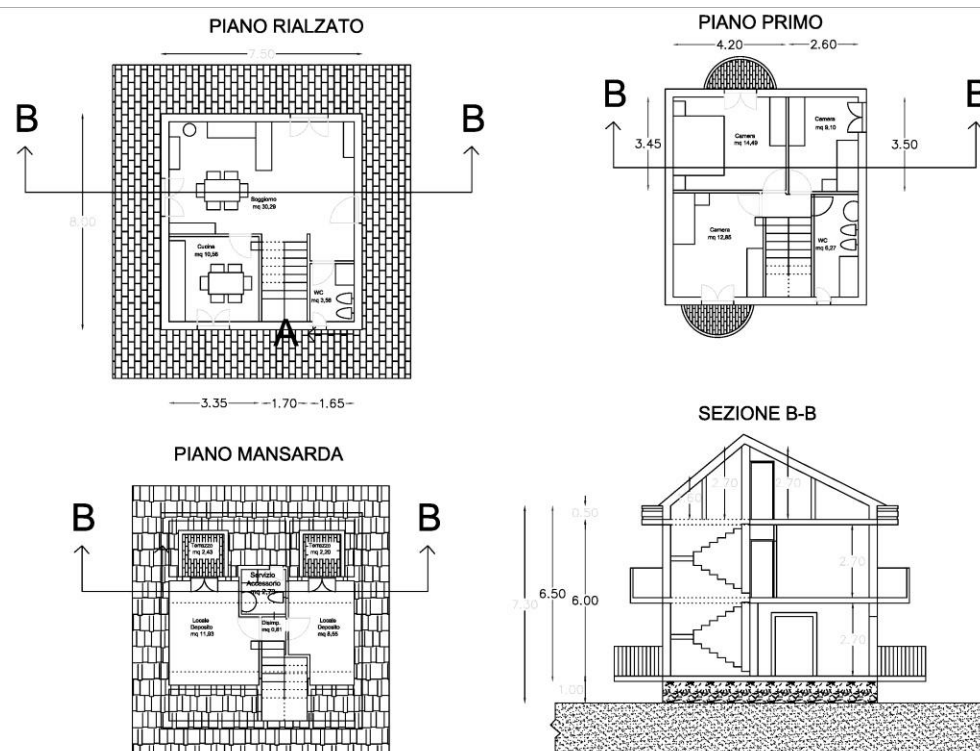 PIANO RIALZATO
7.50
B
B
8.00
Soggiorno
mq 30,29
Cucina
mq 10,56
WC
mq 3,58
A
3.35
1.70
1.65
PIANO PRIMO
4.20
2.60
B
B
3.45
3.50
Camera
mq 14,49
Camera
mq 9,10
Camera
mq 12,85
WC
mq 6,27
PIANO MANSARDA
B
B
Terrazzo
mq 2,43
Terrazzo
mq 2,20
Servizio
Accessorio
mq 2,73
Locale
Deposito
mq 11,93
Disimp.
mq 0,81
Locale
Deposito
mq 8,55
SEZIONE B-B
2.70
2.70
0.50
2.70
7.30
6.50
6.00
2.70
1.00